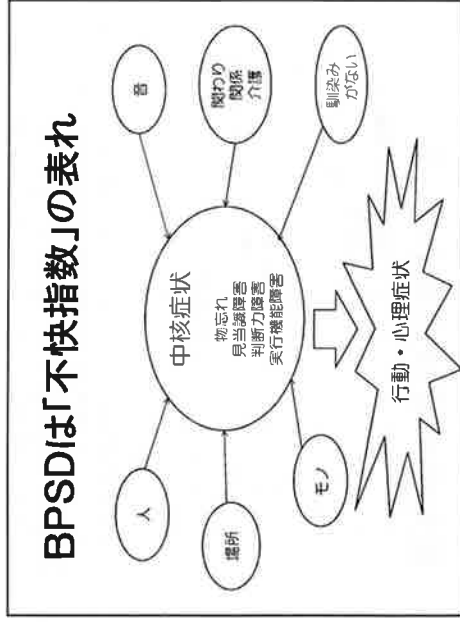 BPSDは「不快指数」の表れ
人
音
場所
関わり
関係
介護
モノ
馴染み
がない
中核症状
物忘れ
見当識障害
判断力障害
実行機能障害
行動・心理症状